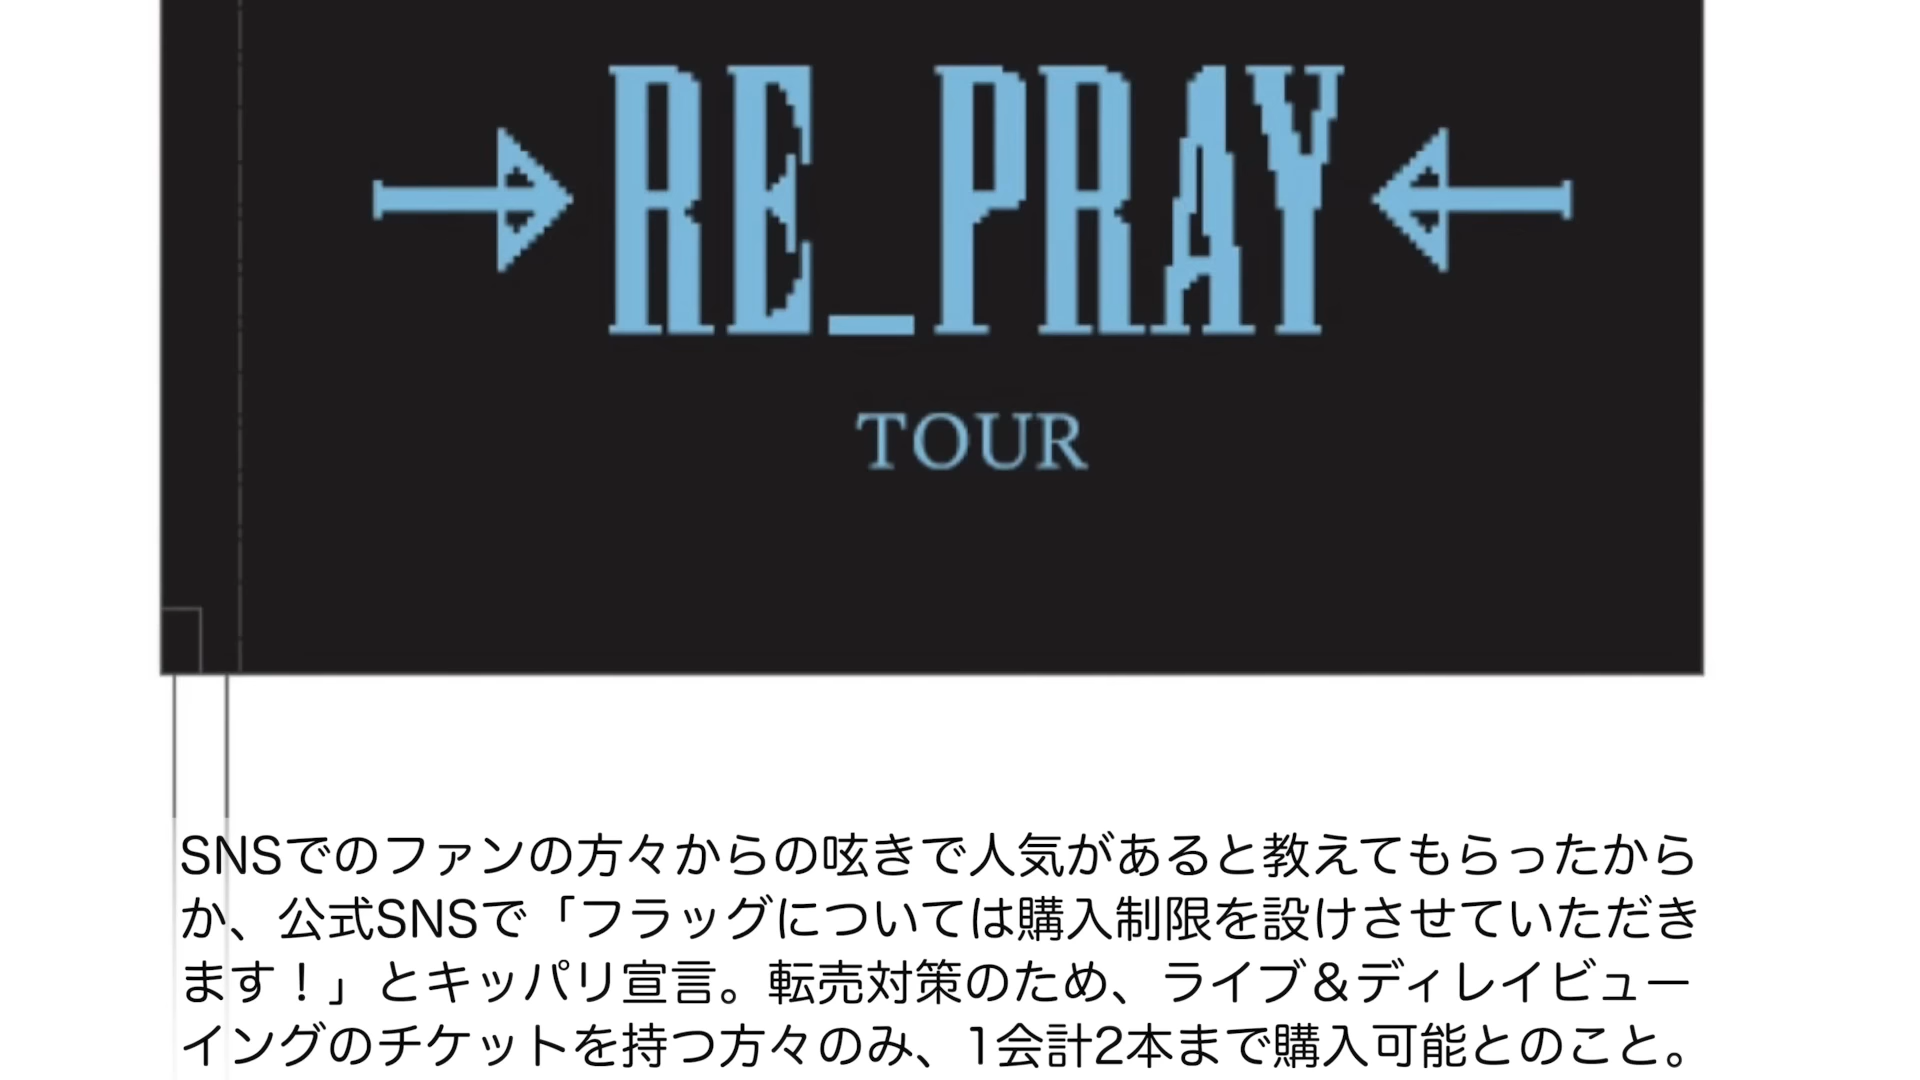 RE_PRAY
TOUR
SNSでのファンの方々からの呟きで人気があると教えてもらったから
か、公式SNSで「フラッグについては購入制限を設けさせていただき
ます！」とキッパリ宣言。転売対策のため、ライブ＆ディレイビュー
イングのチケットを持つ方々のみ、1会計2本まで購入可能とのこと。